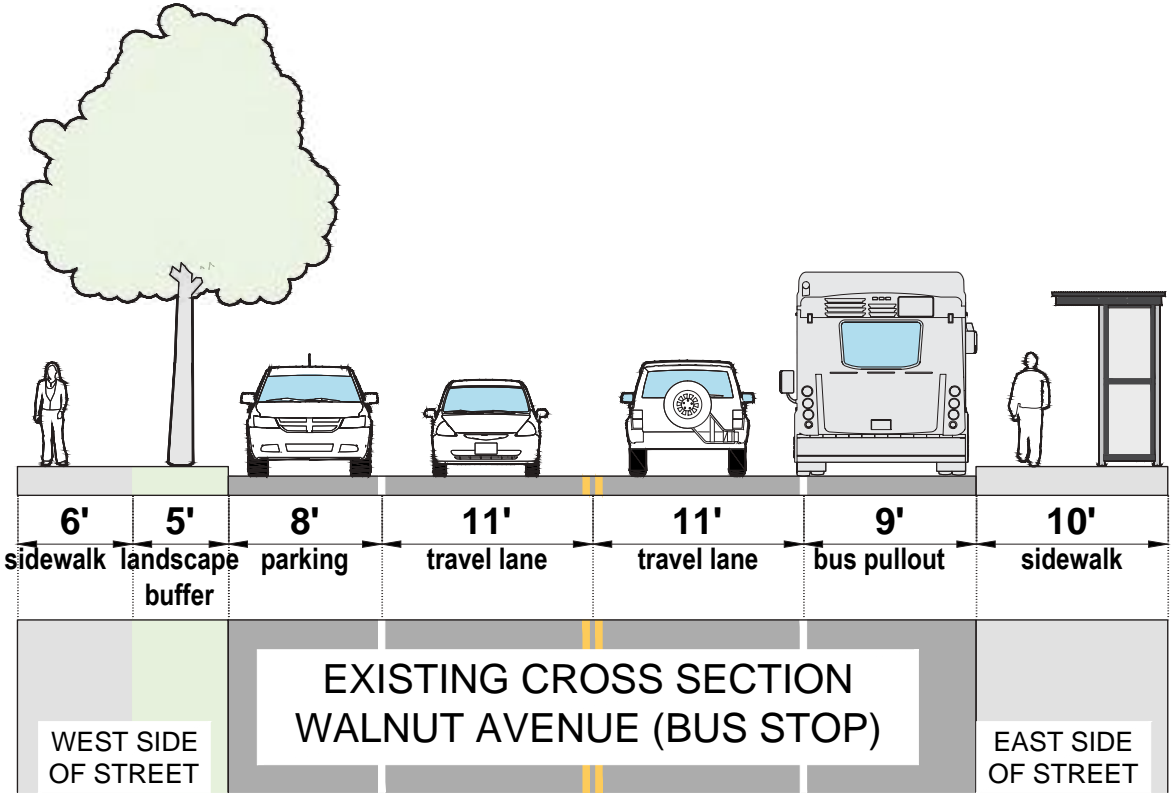 6' 5' 8' 11' 11' 9' 10'
sidewalk landscape parking travel lane travel lane bus pullout sidewalk
buffer
EXISTING CROSS SECTION
WALNUT AVENUE (BUS STOP)
WEST SIDE
OF STREET
EAST SIDE
OF STREET